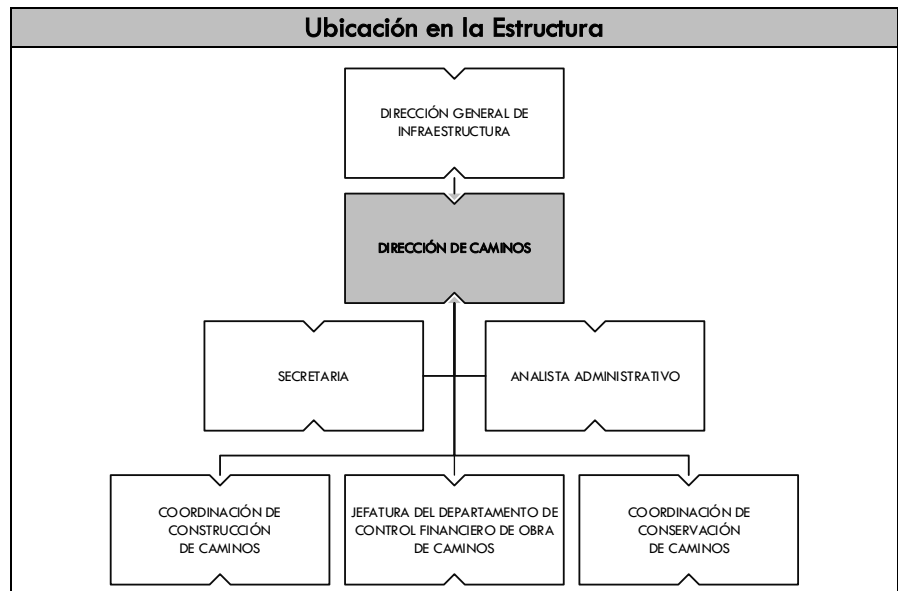 Ubicación en la Estructura
DIRECCIÓN GENERAL DE
INFRAESTRUCTURA
DIRECCIÓN DE CAMINOS
SECRETARIA
ANALISTA ADMINISTRATIVO
COORDINACIÓN DE
CONSTRUCCIÓN
DE CAMINOS
JEFATURA DEL DEPARTAMENTO DE
CONTROL FINANCIERO DE OBRA
DE CAMINOS
COORDINACIÓN DE
CONSERVACIÓN
DE CAMINOS